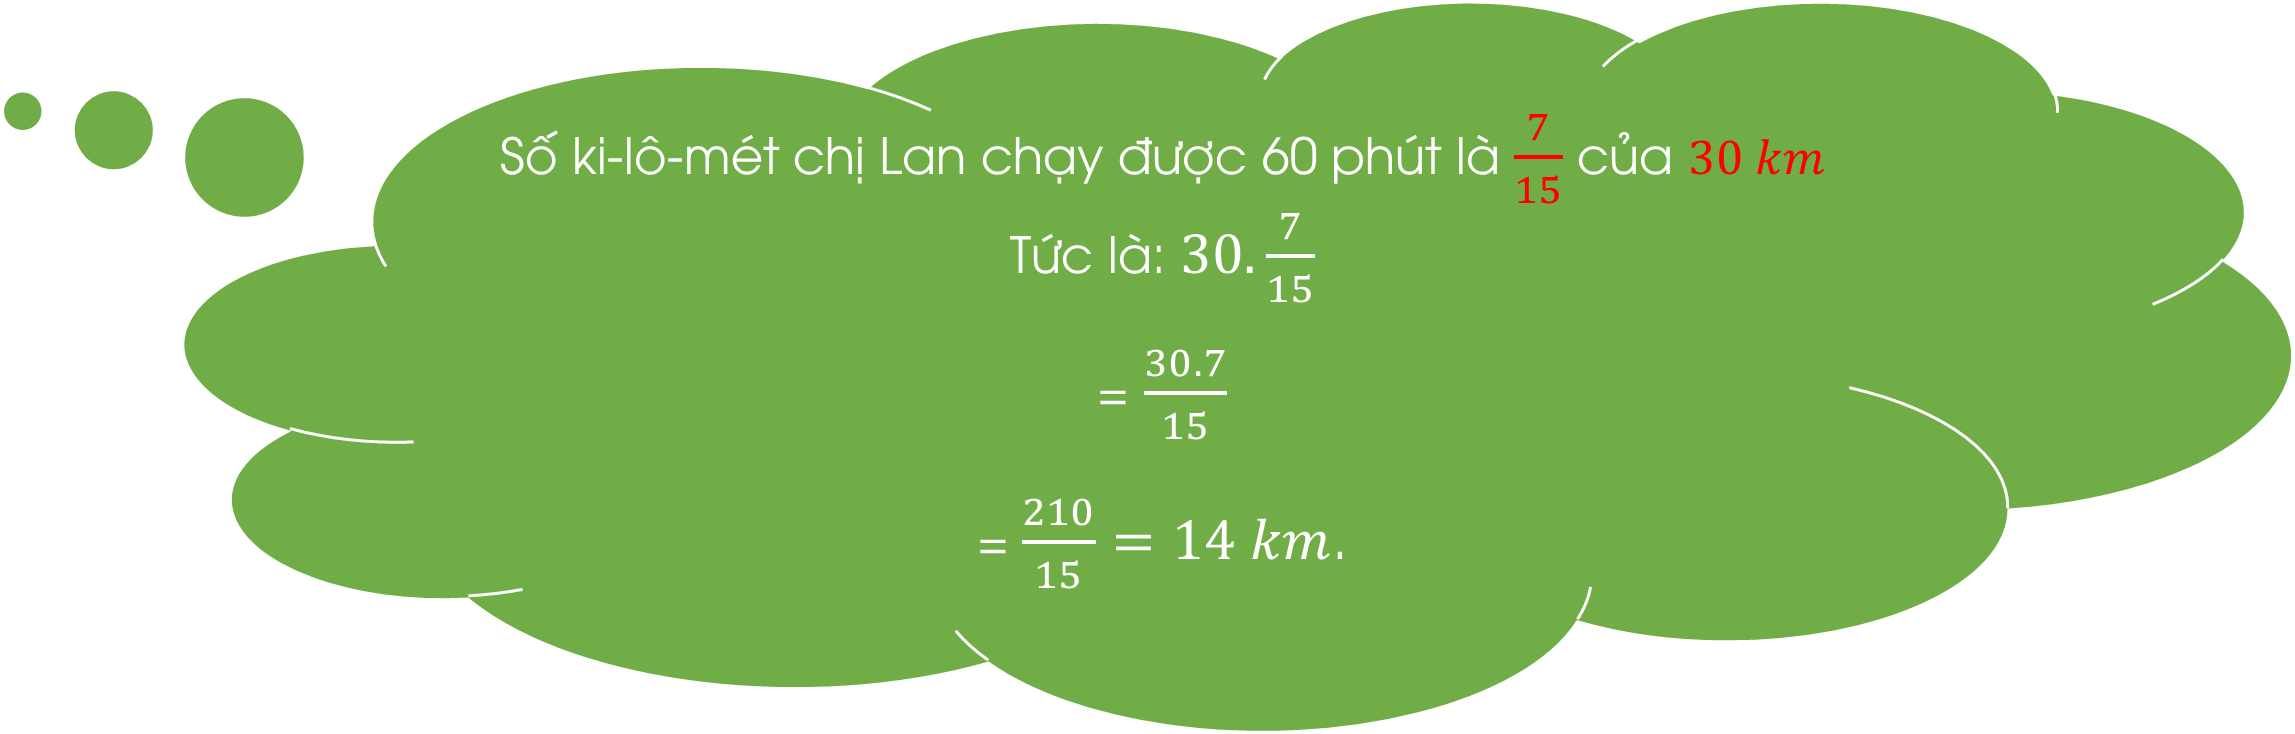 Số ki-lô-mét chị Lan chạy được 60 phút là 7/15 của 30 km
Tức là: 30. 7/15
= 30.7/15
= 210/15 = 14 km.